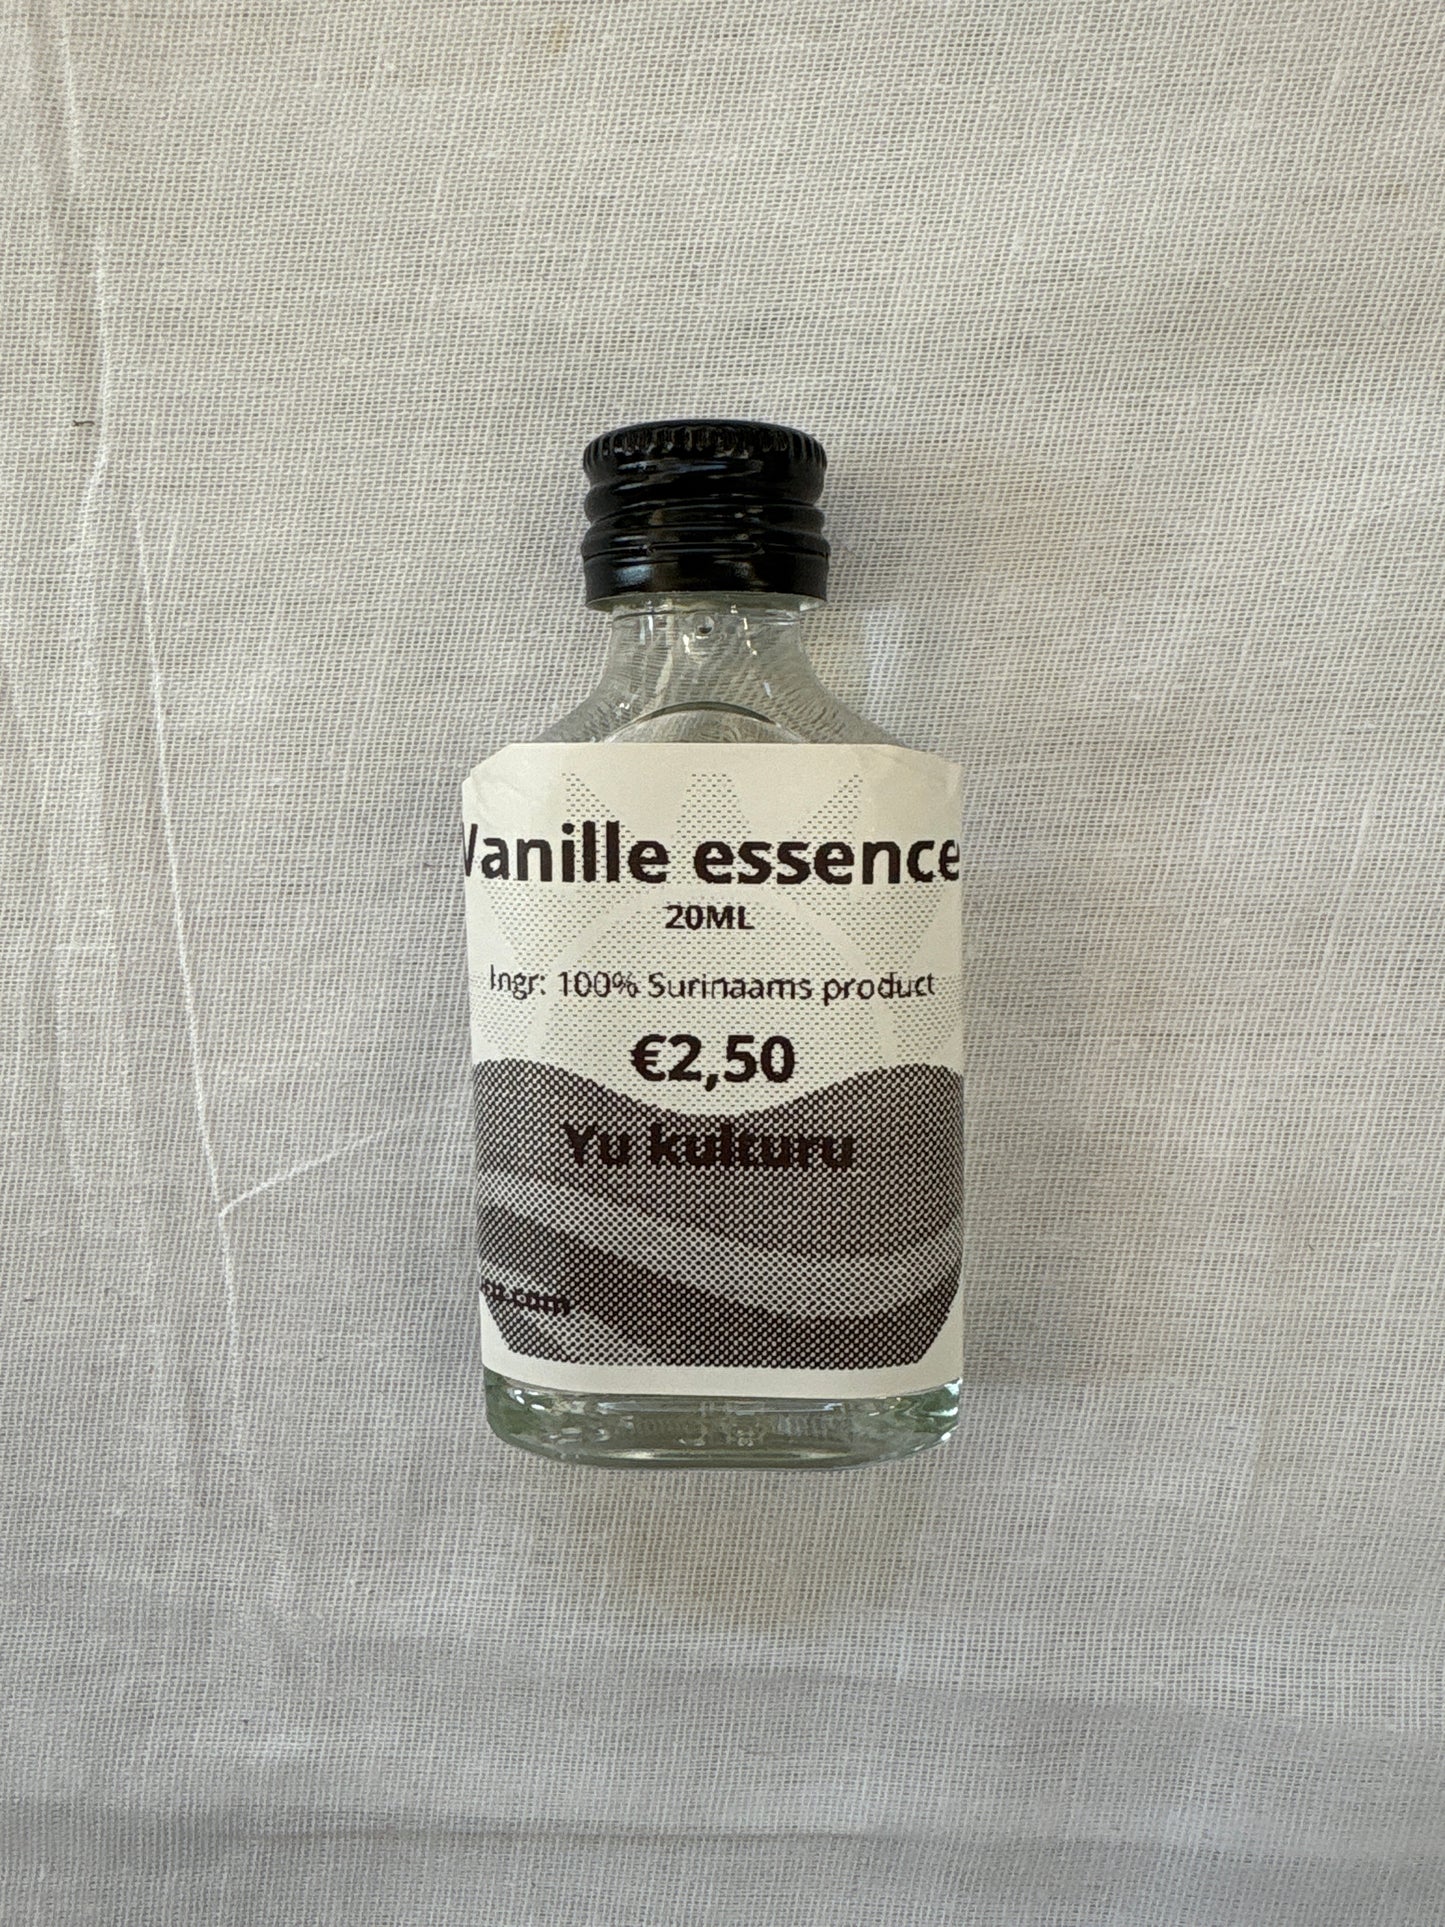 Vanille essence
20ML
Ingr: 100% Surinaams product
€2,50
Yu kulturu